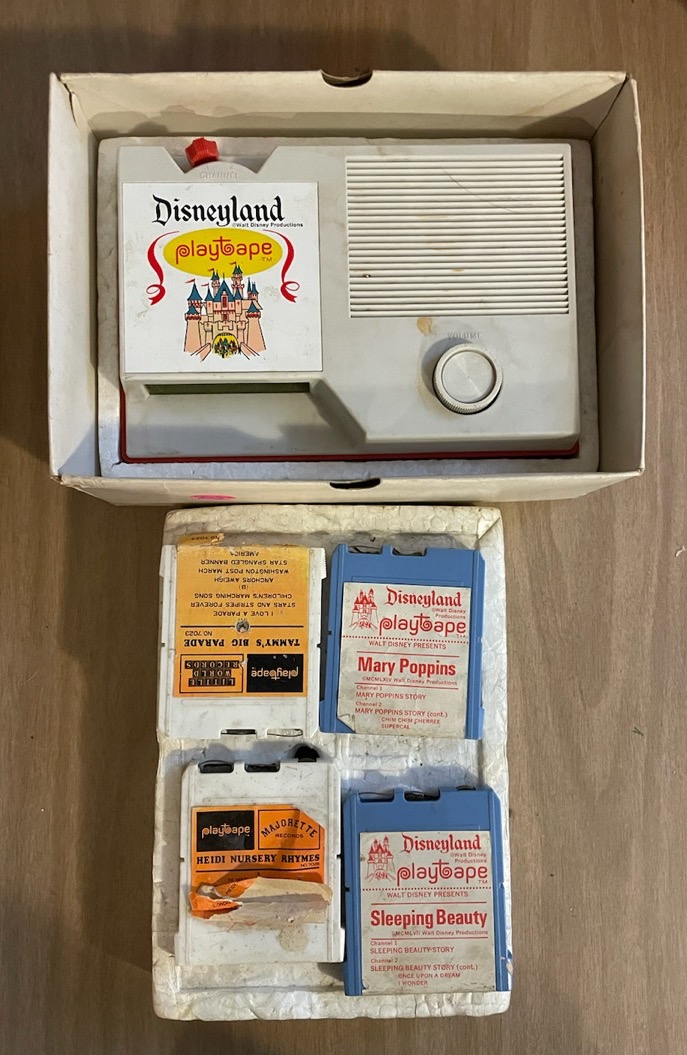 CHANNEL
Disneyland
©Walt Disney Productions
playtape
TM
VOLUME
NO 7023
TAMMY'S BIG PARADE
playtape
LITTLE
WORLD
RECORDS
I LOVE A PARADE
STARS AND STRIPES FOREVER
CHILDREN'S MARCHING SONG
(B)
ANCHORS AWEIGH
WASHINGTON POST MARCH
STAR SPANGLED BANNER
AMERICA
Disneyland
©Walt Disney
Productions
playtape
TM
WALT DISNEY PRESENTS
Mary Poppins
©MCMLXIV Walt Disney Productions
Channel 1
MARY POPPINS STORY
Channel 2
MARY POPPINS STORY (cont.)
CHIM CHIM CHERREE
SUPERCAL
playtape
MAJORETTE
RECORDS
HEIDI NURSERY RHYMES
Disneyland
©Walt Disney
Productions
playtape
TM
WALT DISNEY PRESENTS
Sleeping Beauty
©MCMLVII Walt Disney Productions
Channel 1
SLEEPING BEAUTY STORY
Channel 2
SLEEPING BEAUTY STORY (cont.)
ONCE UPON A DREAM
I WONDER